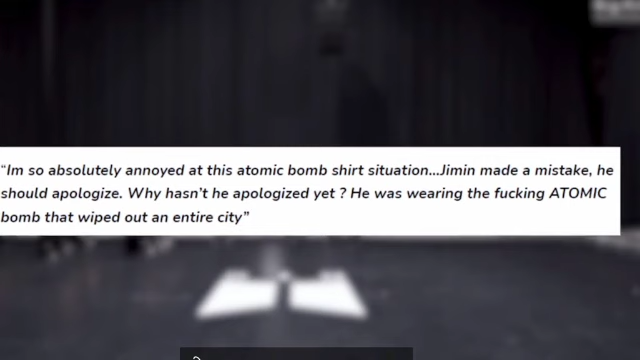 “Im so absolutely annoyed at this atomic bomb shirt situation...Jimin made a mistake, he
should apologize. Why hasn't he apologized yet ? He was wearing the fucking ATOMIC
bomb that wiped out an entire city”